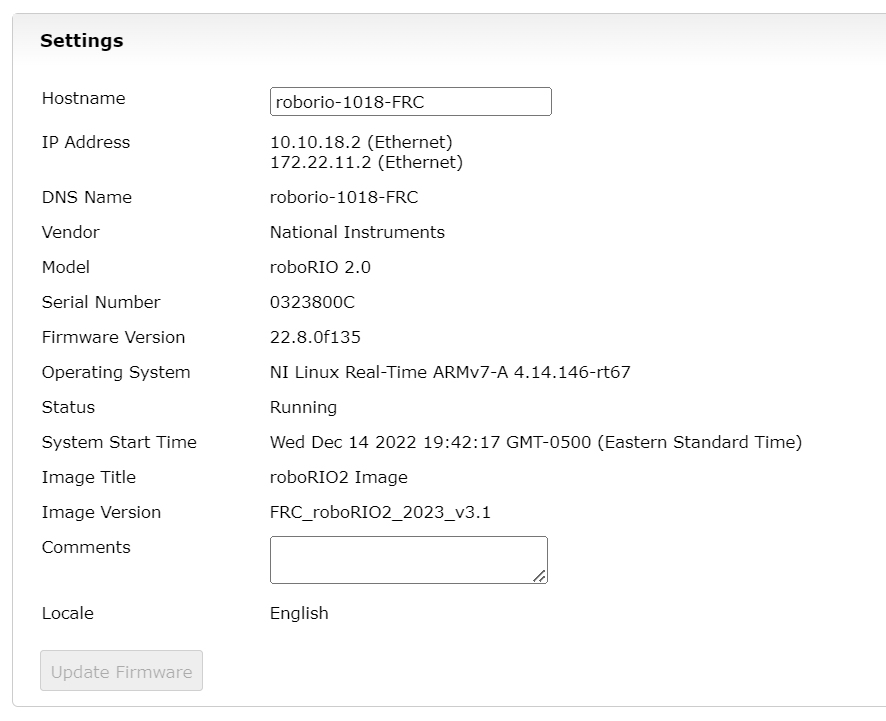 Settings
Hostname roborio-1018-FRC
IP Address 10.10.18.2 (Ethernet)
172.22.11.2 (Ethernet)
DNS Name roborio-1018-FRC
Vendor National Instruments
Model roboRIO 2.0
Serial Number 0323800C
Firmware Version 22.8.0f135
Operating System NI Linux Real-Time ARMv7-A 4.14.146-rt67
Status Running
System Start Time Wed Dec 14 2022 19:42:17 GMT-0500 (Eastern Standard Time)
Image Title roboRIO2 Image
Image Version FRC_roboRIO2_2023_v3.1
Comments
Locale English
Update Firmware